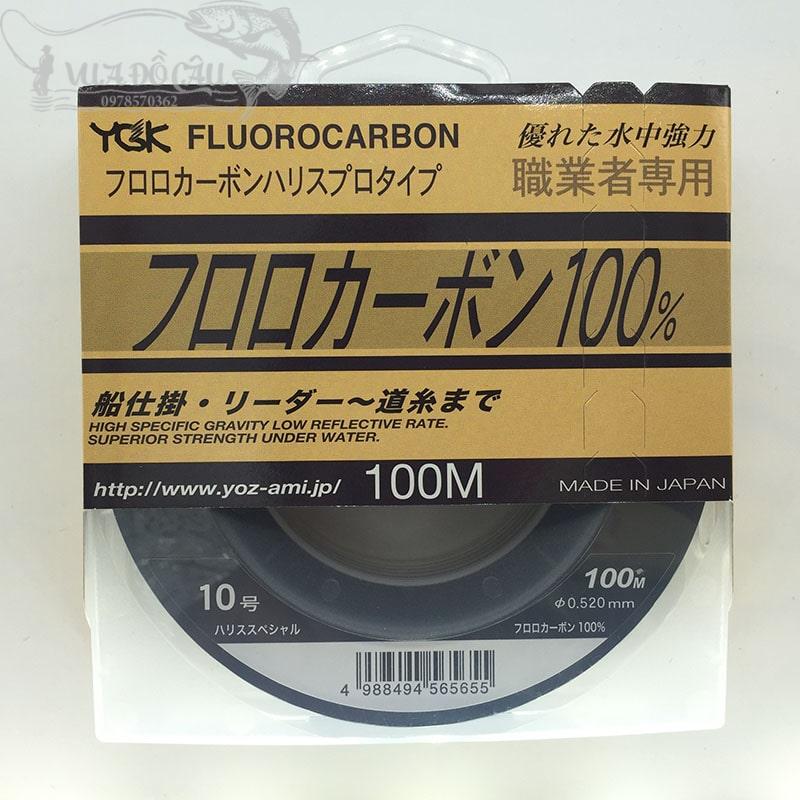 VUA ĐỒ CÂU
0978570362
YGK FLUOROCARBON
優れた水中強力
フロロカーボンハリスプロタイプ
職業者専用
フロロカーボン100%
船仕掛・リーダー〜道糸まで
HIGH SPECIFIC GRAVITY LOW REFLECTIVE RATE.
SUPERIOR STRENGTH UNDER WATER.
http://www.yoz-ami.jp/ 100M MADE IN JAPAN
10号
100M
φ0.520mm
ハリススペシャル
フロロカーボン100%
4 988494 565655